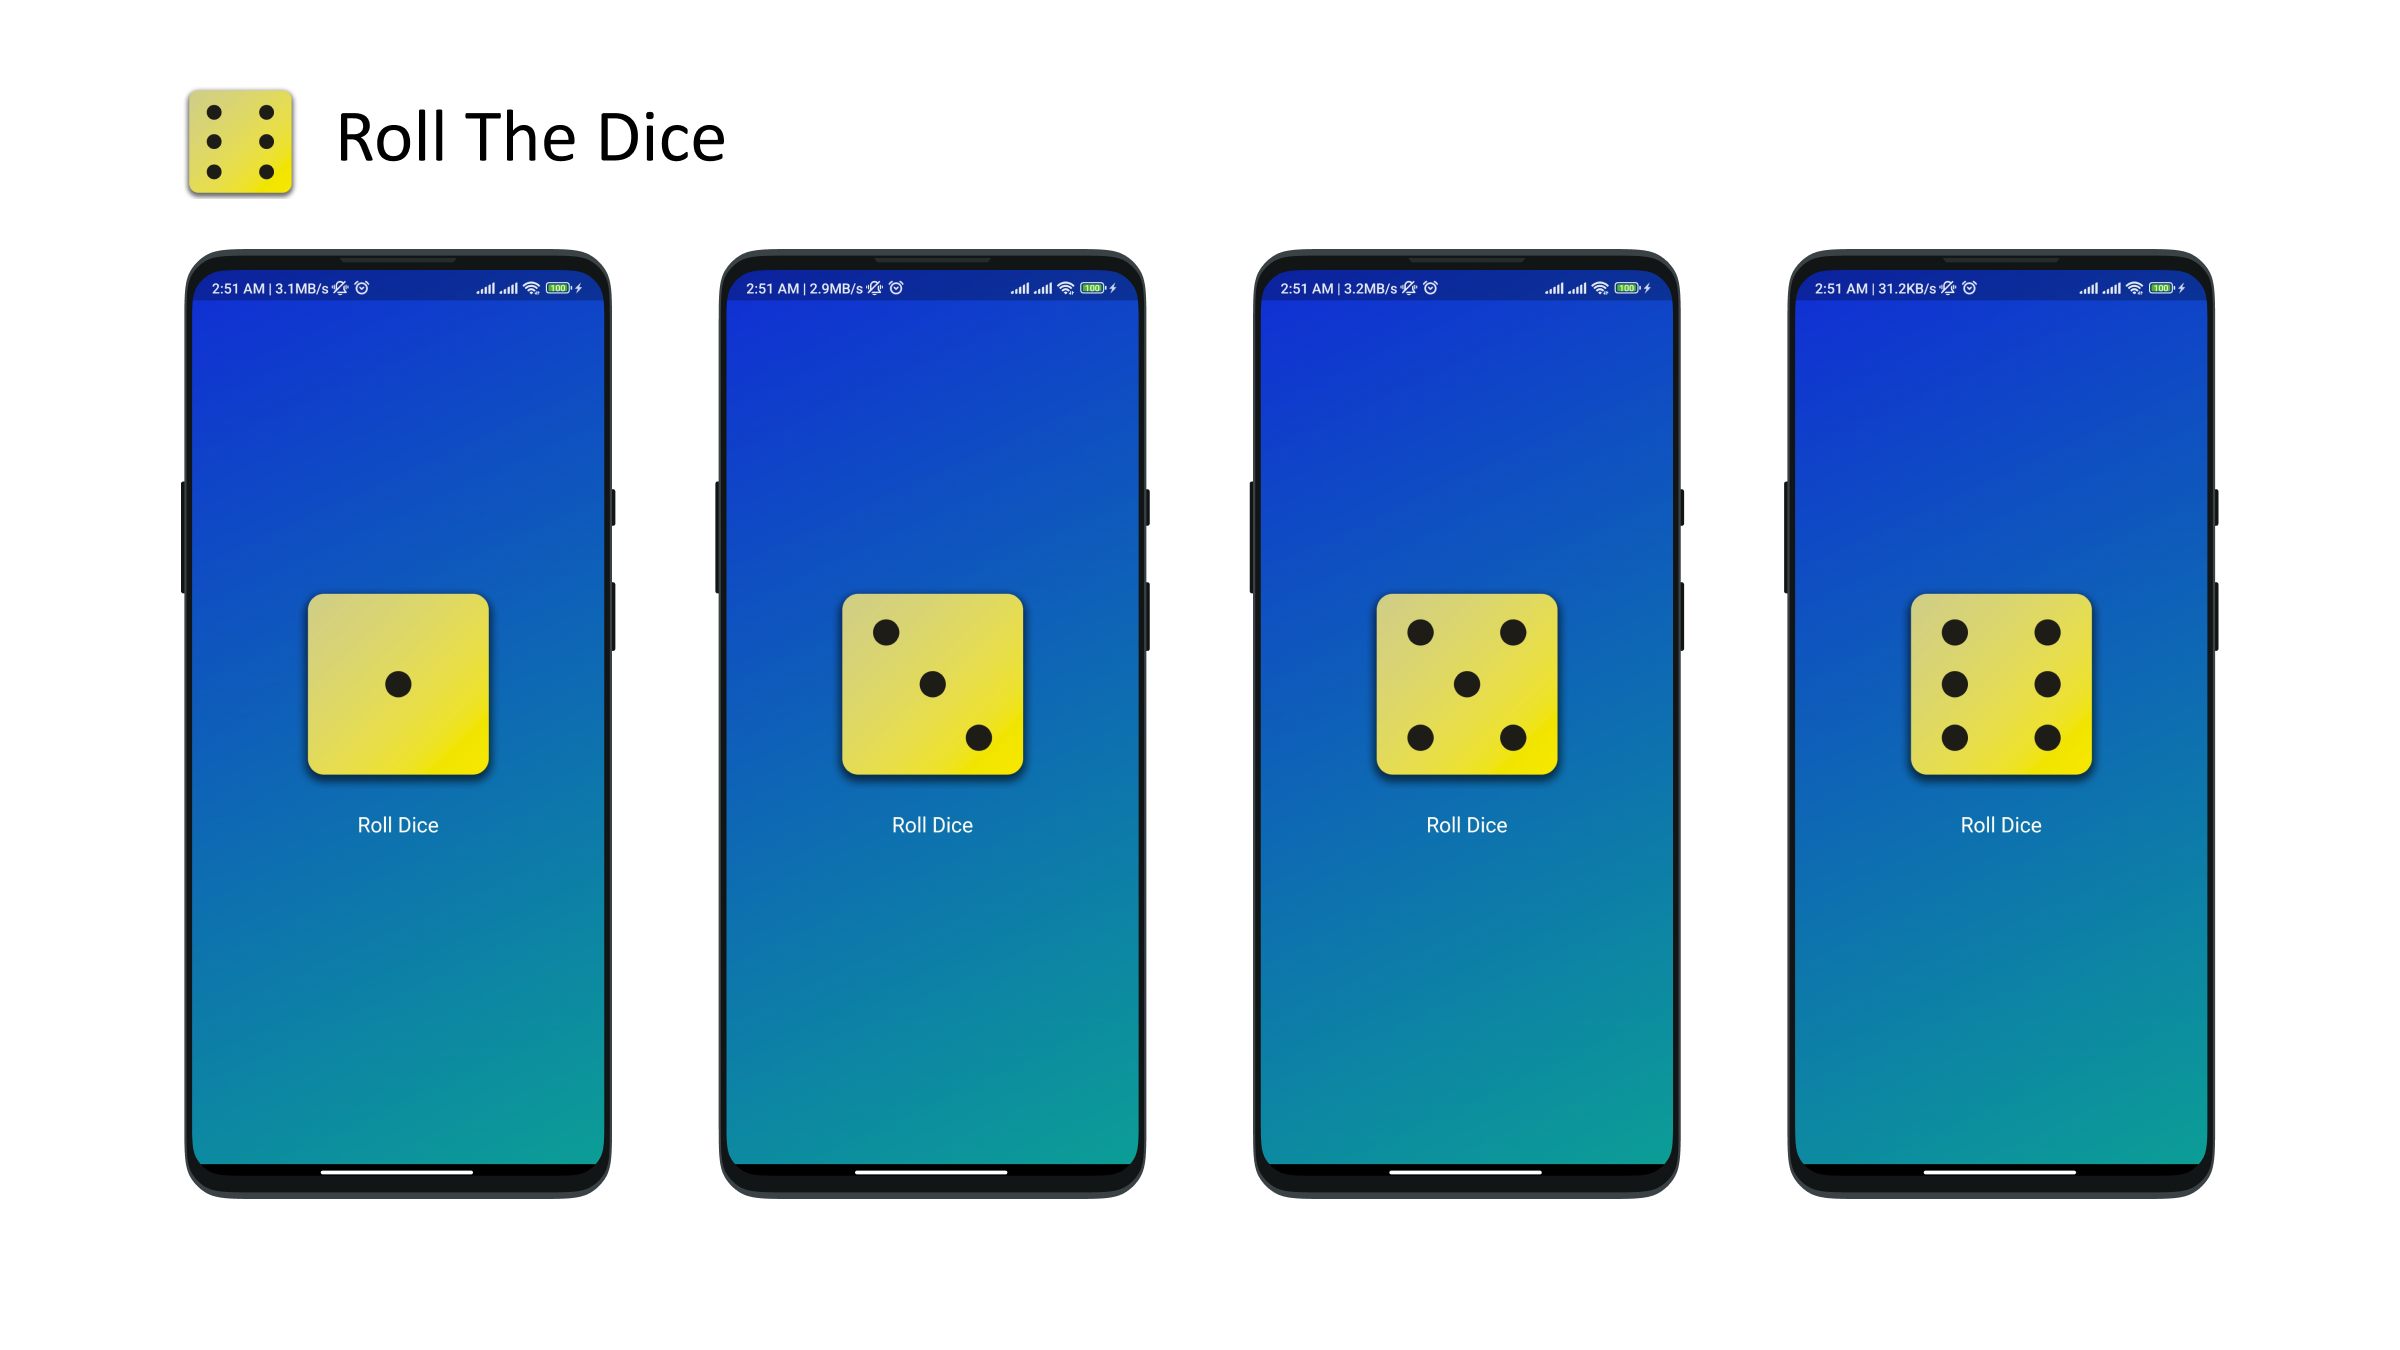 Roll The Dice
2:51 AM | 3.1MB/s 100
2:51 AM | 2.9MB/s 100
2:51 AM | 3.2MB/s 100
2:51 AM | 31.2KB/s 100
Roll Dice
Roll Dice
Roll Dice
Roll Dice